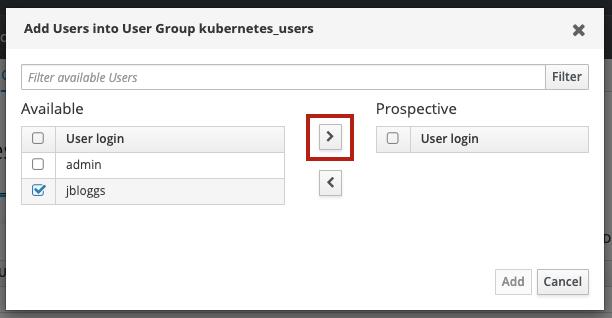 Add Users into User Group kubernetes_users
Filter available Users
Filter
Available
Prospective
User login
User login
admin
jbloggs
Add
Cancel